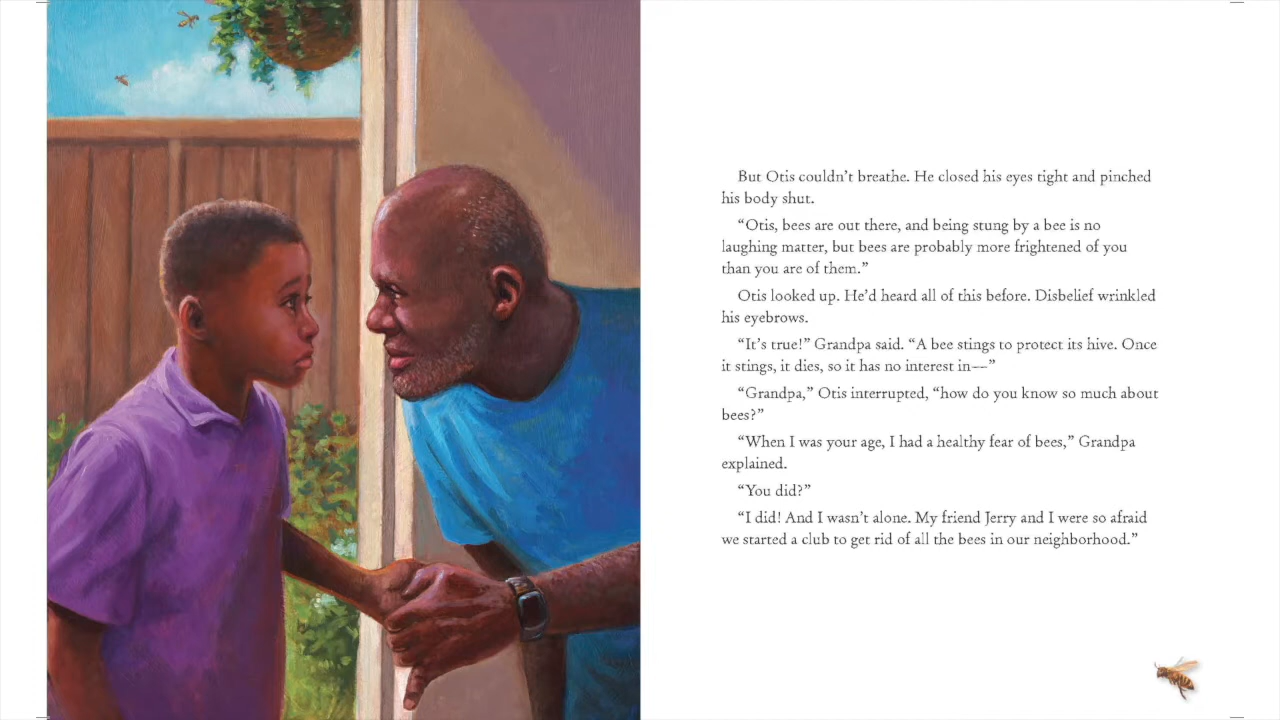 But Otis couldn’t breathe. He closed his eyes tight and pinched
his body shut.
“Otis, bees are out there, and being stung by a bee is no
laughing matter, but bees are probably more frightened of you
than you are of them.”
Otis looked up. He’d heard all of this before. Disbelief wrinkled
his eyebrows.
“It’s true!” Grandpa said. “A bee stings to protect its hive. Once
it stings, it dies, so it has no interest in––”
“Grandpa,” Otis interrupted, “how do you know so much about
bees?”
“When I was your age, I had a healthy fear of bees,” Grandpa
explained.
“You did?”
“I did! And I wasn’t alone. My friend Jerry and I were so afraid
we started a club to get rid of all the bees in our neighborhood.”